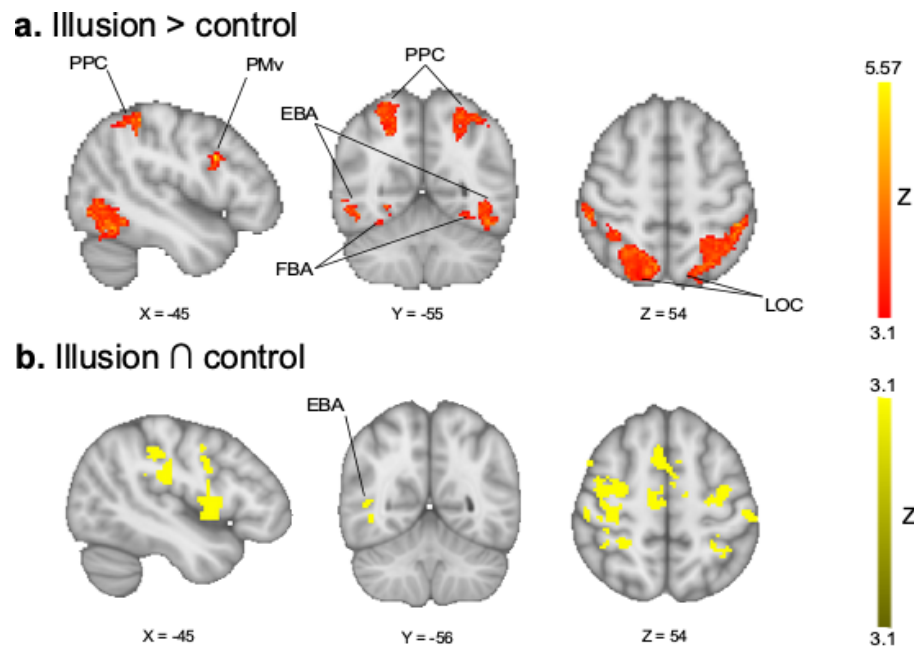 a. Illusion > control
PPC
PMv
PPC
EBA
FBA
LOC
X = -45
Y = -55
Z = 54
5.57
Z
3.1
b. Illusion ∩ control
EBA
X = -45
Y = -56
Z = 54
3.1
Z
3.1